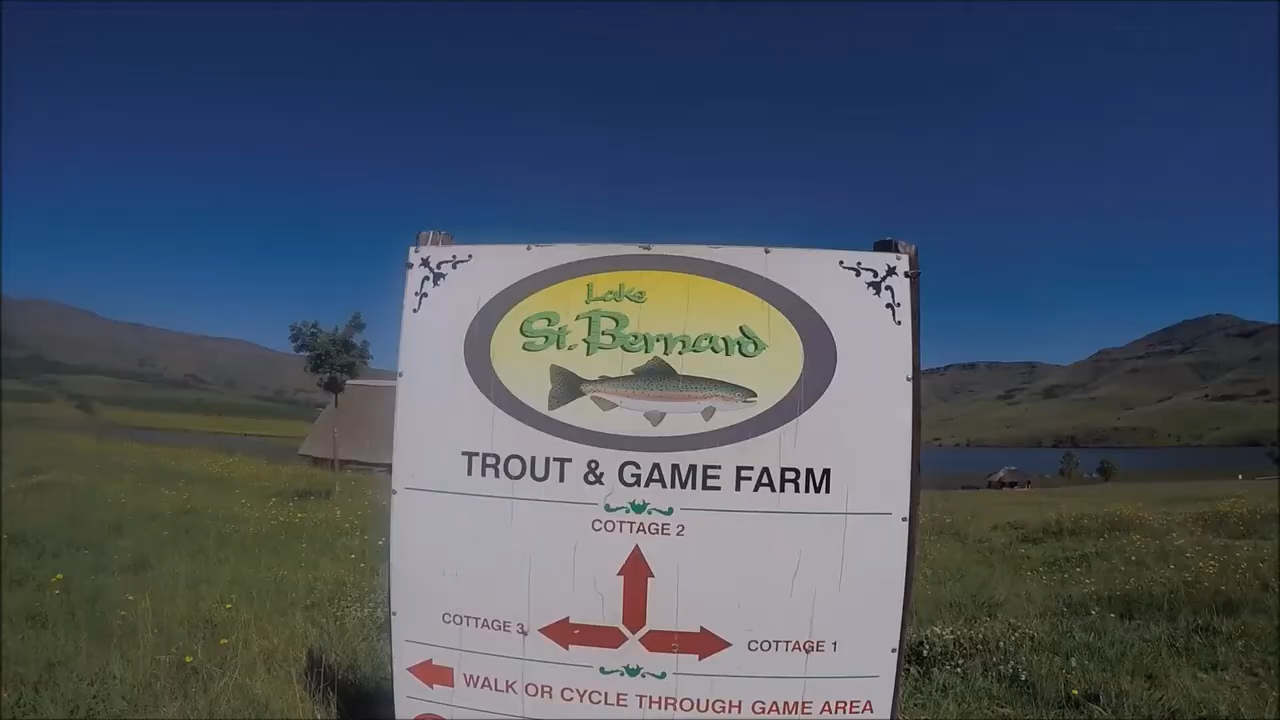 Lake
St. Bernard
TROUT & GAME FARM
COTTAGE 2
COTTAGE 3
COTTAGE 1
WALK OR CYCLE THROUGH GAME AREA